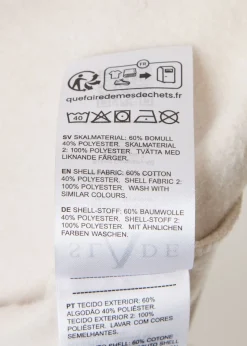 FR
quefairedemesdechets.fr
40
SV SKALMATERIAL: 60% BOMULL
40% POLYESTER. SKALMATERIAL
2: 100% POLYESTER. TVÄTTA MED
LIKNANDE FÄRGER.
EN SHELL FABRIC: 60% COTTON
40% POLYESTER. SHELL FABRIC 2:
100% POLYESTER. WASH WITH
SIMILAR COLOURS.
DE SHELL-STOFF: 60% BAUMWOLLE
40% POLYESTER. SHELL-STOFF 2:
100% POLYESTER. MIT ÄHNLICHEN
FARBEN WASCHEN.
PT TECIDO EXTERIOR: 60%
ALGODÃO 40% POLIÉSTER.
TECIDO EXTERIOR 2: 100%
POLIÉSTER. LAVAR COM CORES
SEMELHANTES.